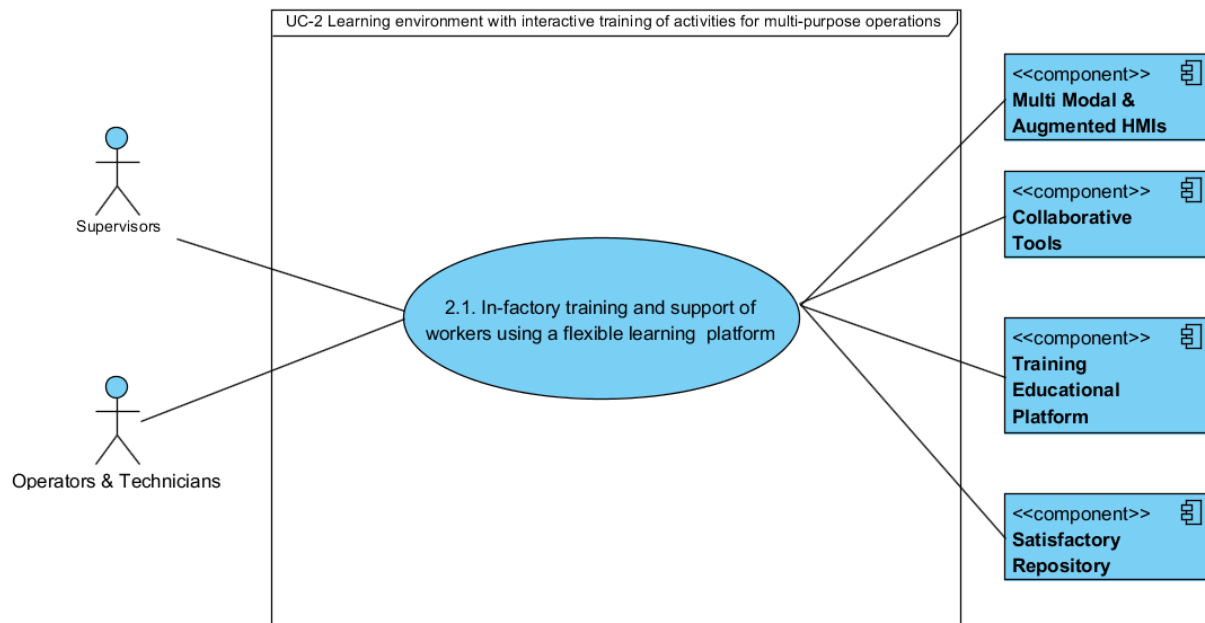 UC-2 Learning environment with interactive training of activities for multi-purpose operations
Supervisors
Operators & Technicians
2.1. In-factory training and support of
workers using a flexible learning platform
<<component>>
Multi Modal &
Augmented HMIs
<<component>>
Collaborative
Tools
<<component>>
Training
Educational
Platform
<<component>>
Satisfactory
Repository